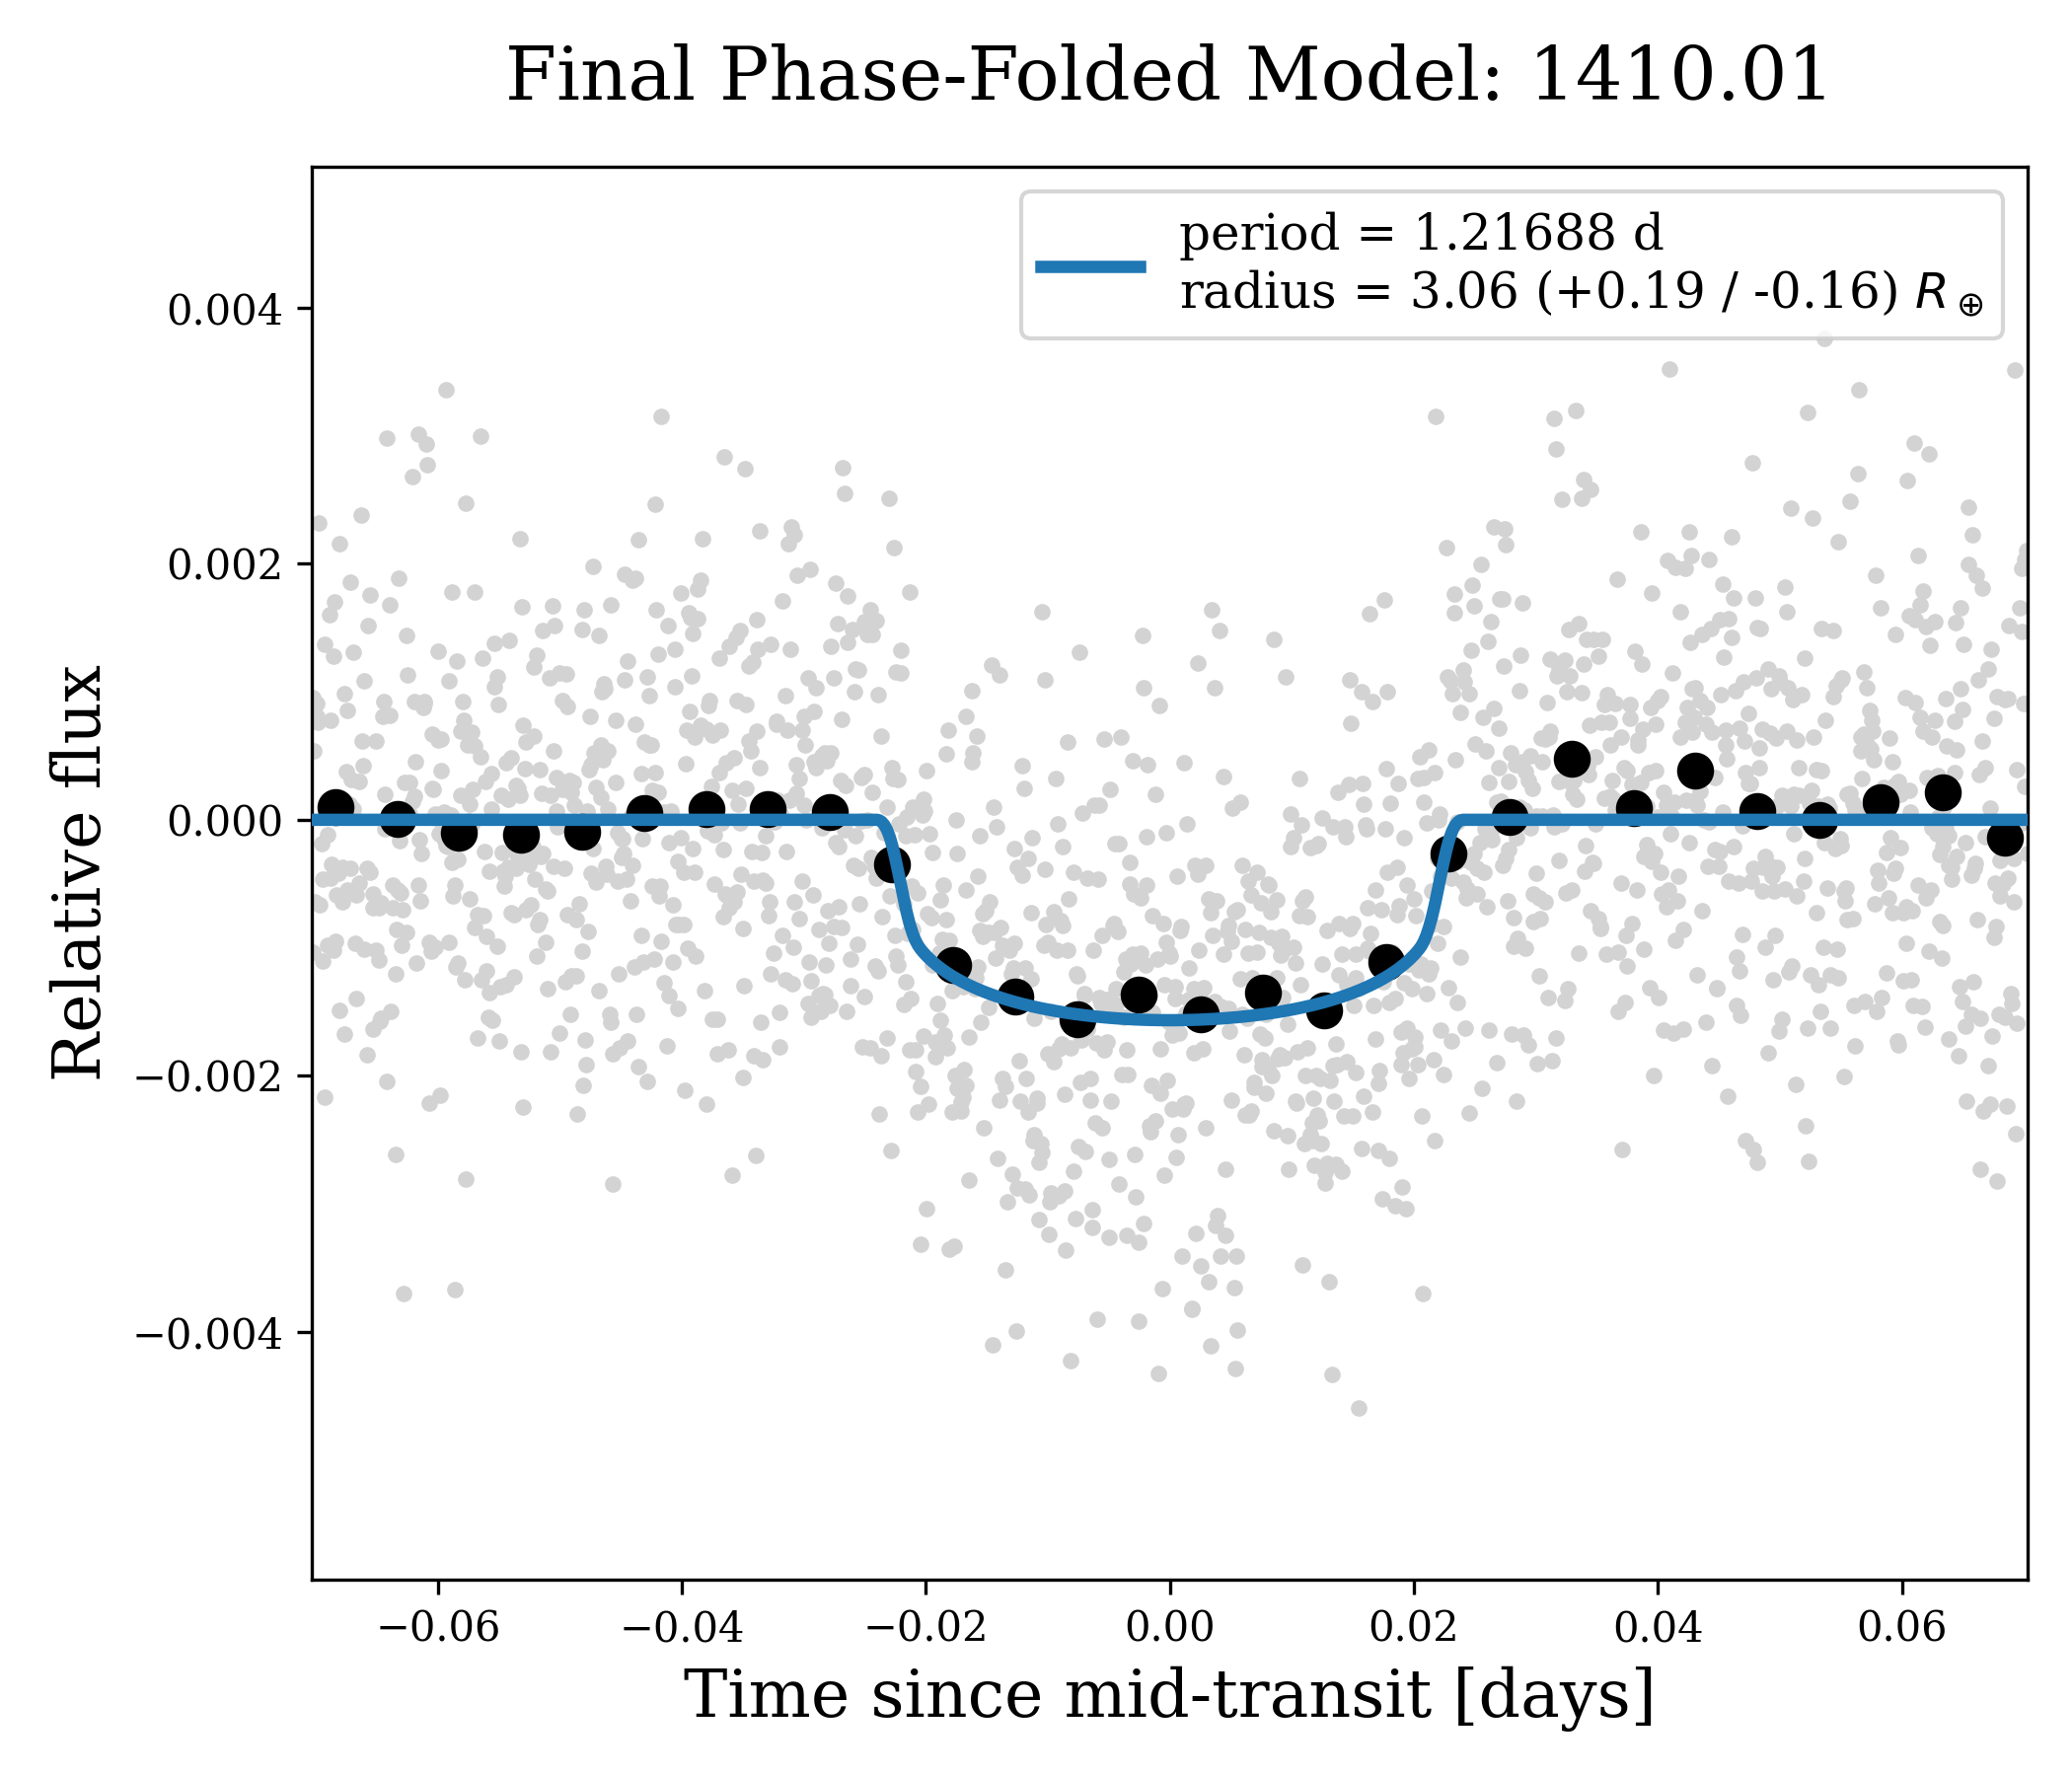 Final Phase-Folded Model: 1410.01
period = 1.21688 d
radius = 3.06 (+0.19 / -0.16) R⊕
0.004
0.002
0.000
−0.002
−0.004
Relative flux
−0.06 −0.04 −0.02 0.00 0.02 0.04 0.06
Time since mid-transit [days]